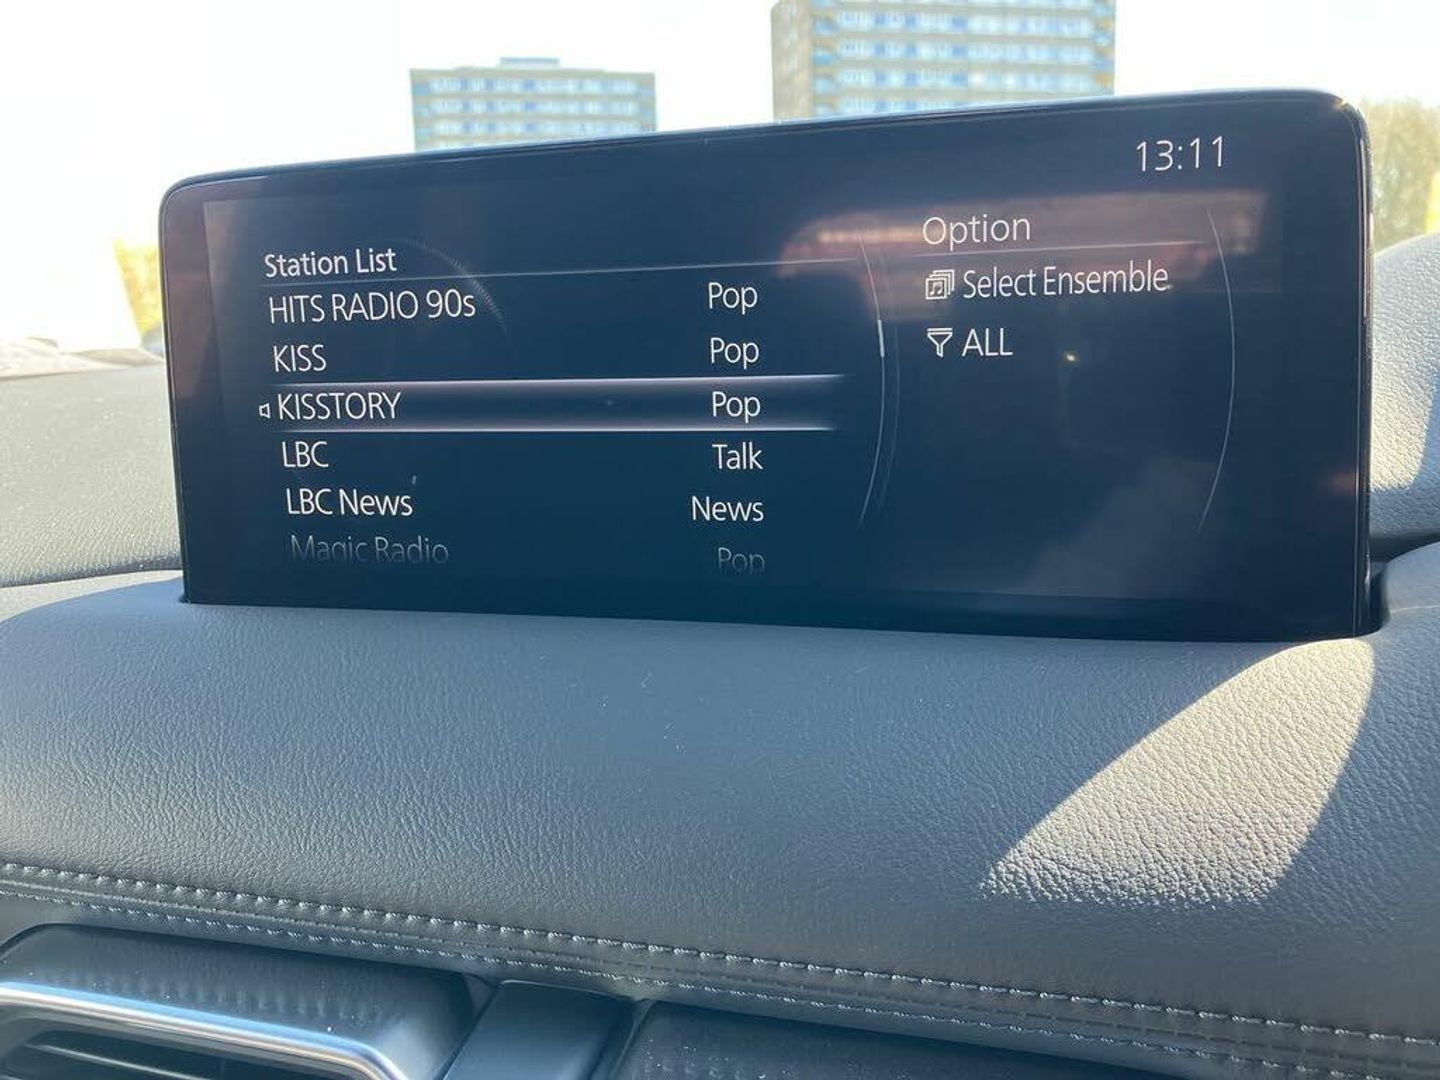 13:11
Station List
HITS RADIO 90s Pop
KISS Pop
KISSTORY Pop
LBC Talk
LBC News News
Magic Radio Pop
Option
Select Ensemble
ALL